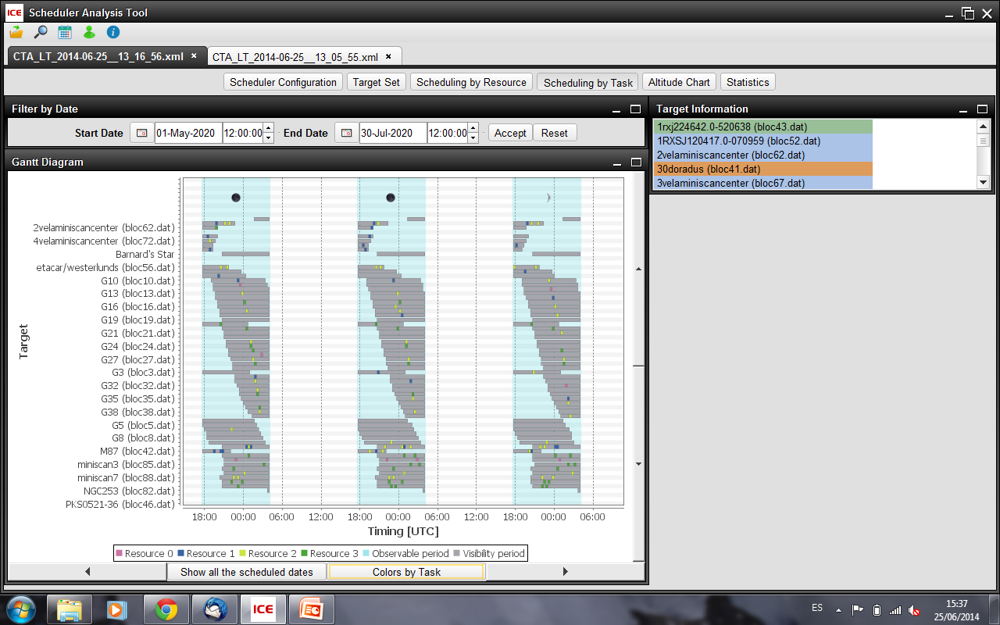 ICE Scheduler Analysis Tool
CTA_LT_2014-06-25__13_16_56.xml × CTA_LT_2014-06-25__13_05_55.xml ×
Scheduler Configuration Target Set Scheduling by Resource Scheduling by Task Altitude Chart Statistics
Filter by Date
Start Date 01-May-2020 12:00:00 - End Date 30-Jul-2020 12:00:00 - Accept Reset
Gantt Diagram
Target
2velaminiscancenter (bloc62.dat)
4velaminiscancenter (bloc72.dat)
Barnard's Star
etacar/westerlunds (bloc56.dat)
G10 (bloc10.dat)
G13 (bloc13.dat)
G16 (bloc16.dat)
G19 (bloc19.dat)
G21 (bloc21.dat)
G24 (bloc24.dat)
G27 (bloc27.dat)
G3 (bloc3.dat)
G32 (bloc32.dat)
G35 (bloc35.dat)
G38 (bloc38.dat)
G5 (bloc5.dat)
G8 (bloc8.dat)
M87 (bloc42.dat)
miniscan3 (bloc85.dat)
miniscan7 (bloc88.dat)
NGC253 (bloc82.dat)
PKS0521-36 (bloc46.dat)
18:00 00:00 06:00 12:00 18:00 00:00 06:00 12:00 18:00 00:00 06:00
Timing [UTC]
Resource 0 Resource 1 Resource 2 Resource 3 Observable period Visibility period
Show all the scheduled dates Colors by Task
Target Information
1rxj224642.0-520638 (bloc43.dat)
1RXSJ120417.0-070959 (bloc52.dat)
2velaminiscancenter (bloc62.dat)
30doradus (bloc41.dat)
3velaminiscancenter (bloc67.dat)
ICE
ES
15:37
25/06/2014